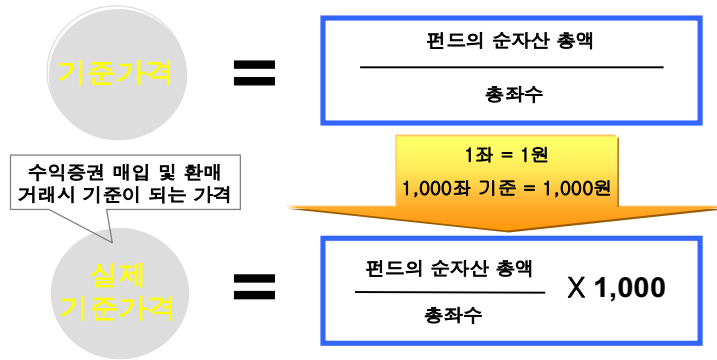 기준가격
=
펀드의 순자산 총액
총좌수
1좌 = 1원
1,000좌 기준 = 1,000원
수익증권 매입 및 환매
거래시 기준이 되는 가격
실제
기준가격
=
펀드의 순자산 총액
총좌수
X 1,000